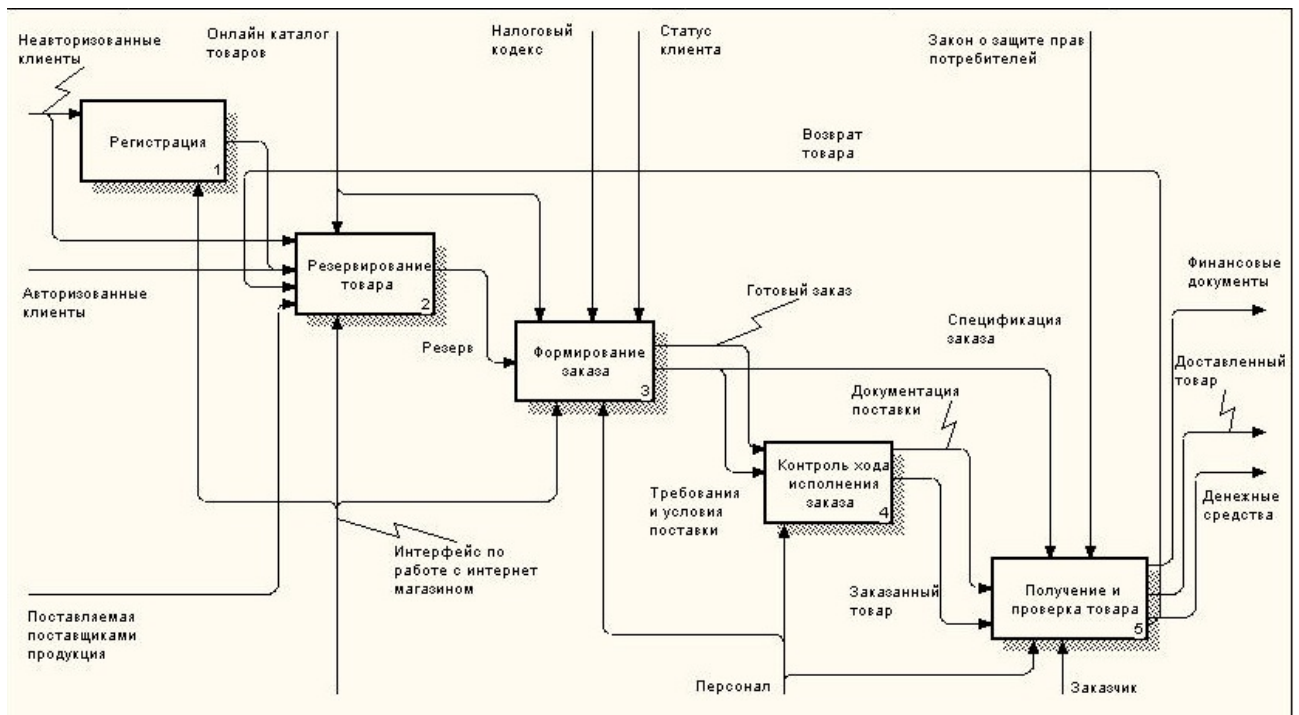 Неавторизованные
клиенты
Онлайн каталог
товаров
Налоговый
кодекс
Статус
клиента
Закон о защите прав
потребителей
Регистрация
1
Возврат
товара
Резервирование
товара
2
Авторизованные
клиенты
Резерв
Формирование
заказа
3
Готовый заказ
Спецификация
заказа
Финансовые
документы
Доставленный
товар
Документация
поставки
Контроль хода
исполнения
заказа
4
Требования
и условия
поставки
Денежные
средства
Интерфейс по
работе с интернет
магазином
Заказанный
товар
Получение и
проверка товара
5
Поставляемая
поставщиками
продукция
Персонал
Заказчик